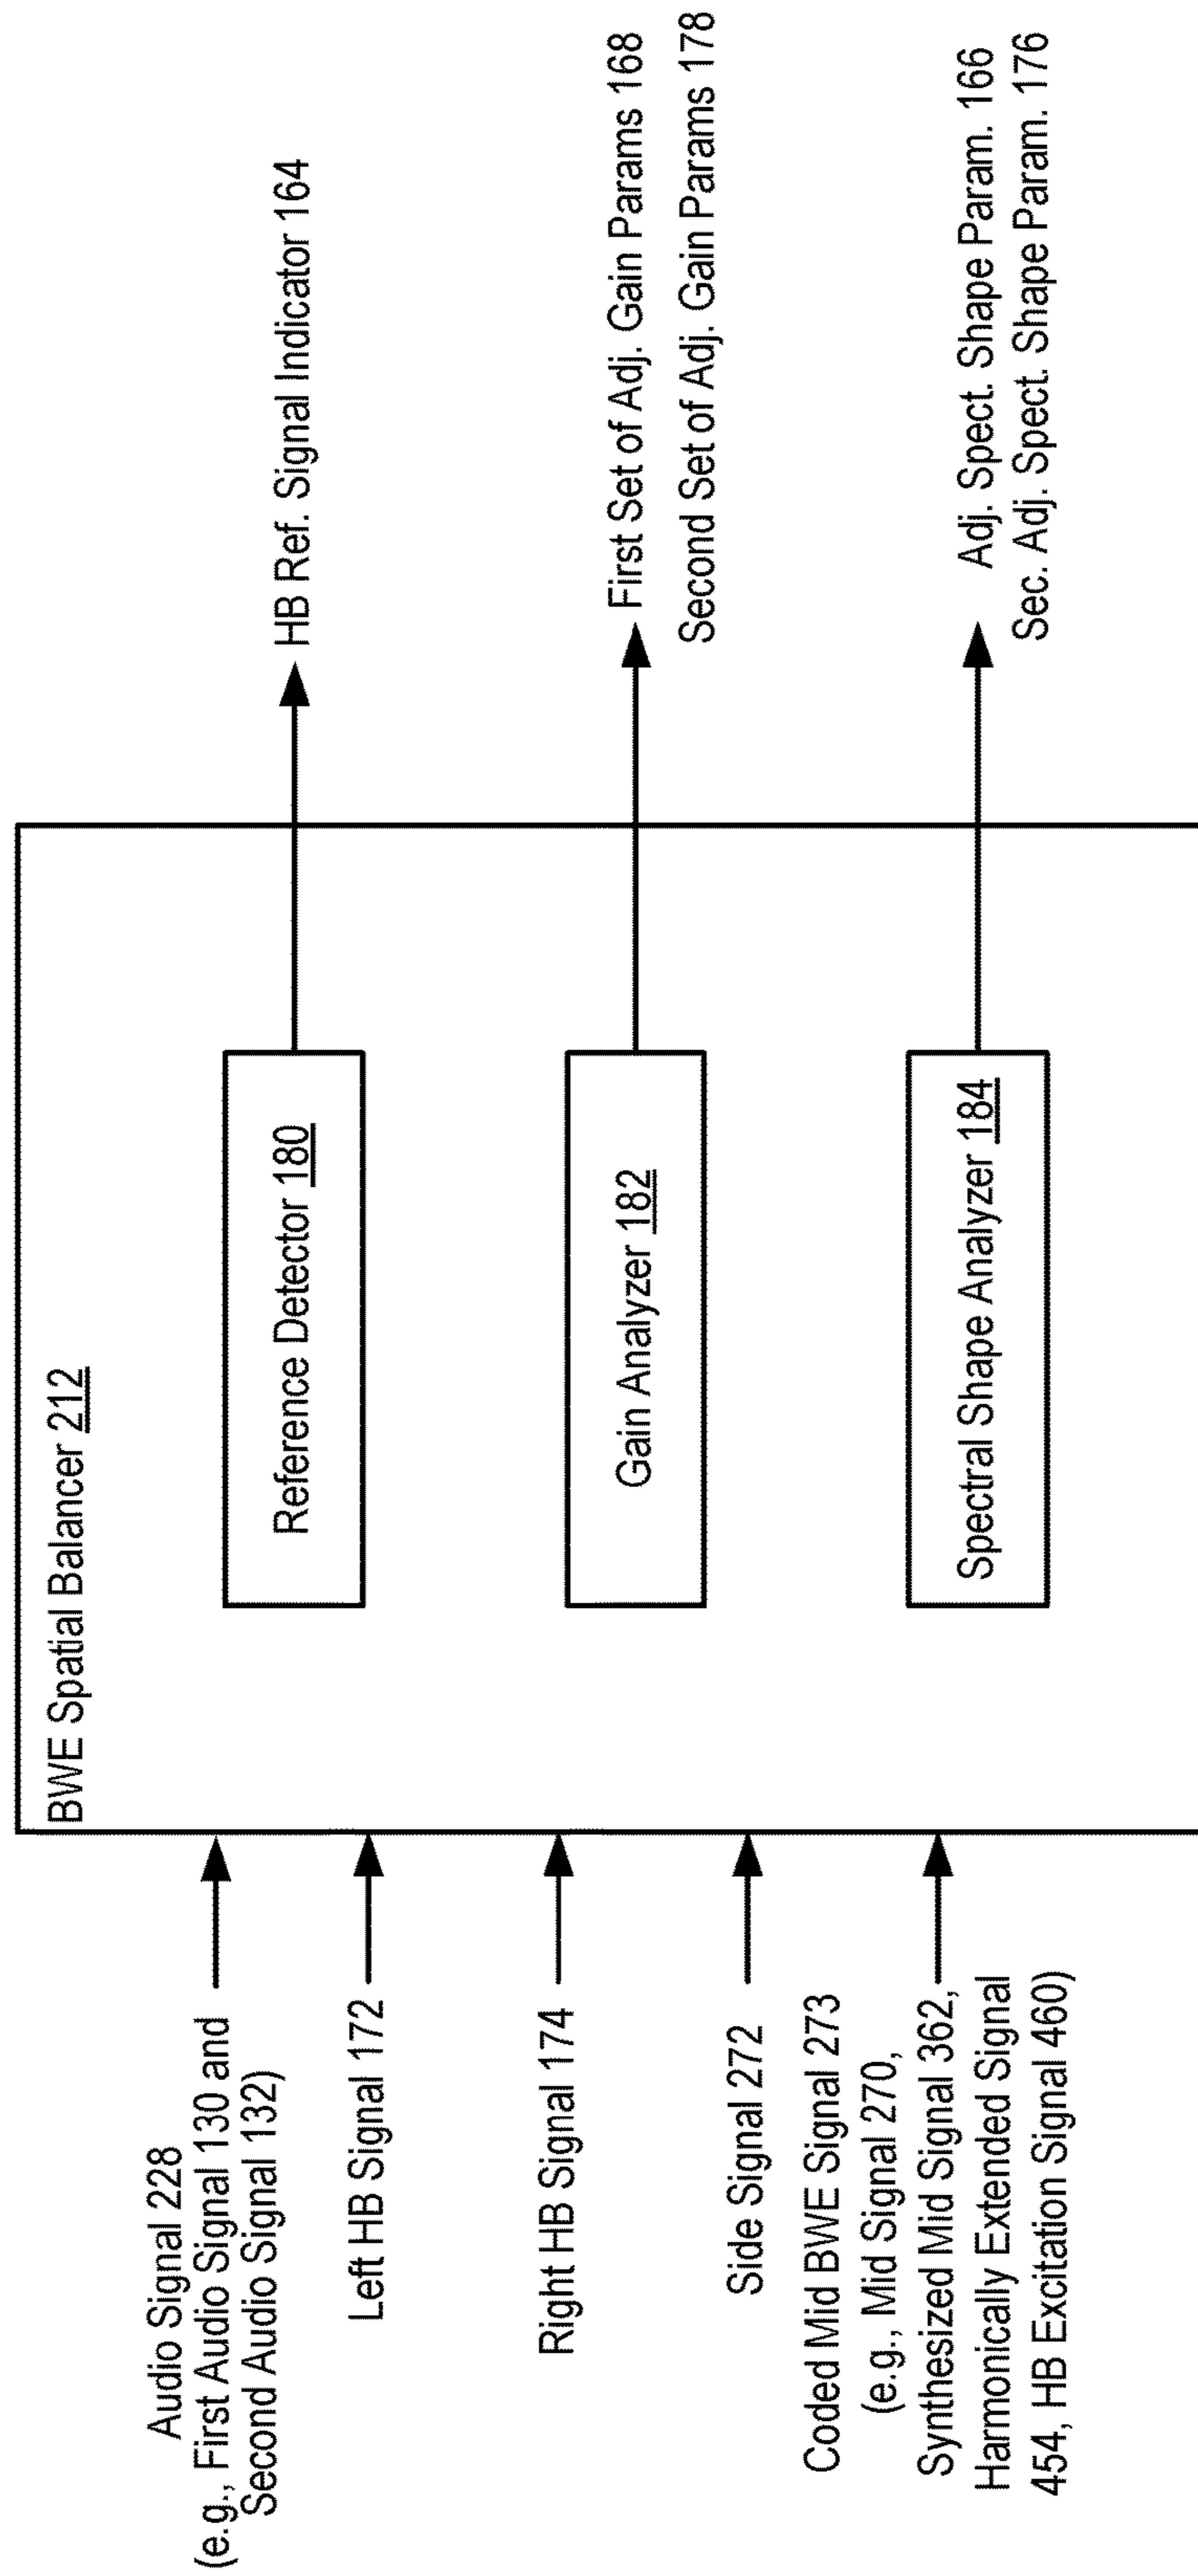 BWE Spatial Balancer 212
Audio Signal 228
(e.g., First Audio Signal 130 and
Second Audio Signal 132)
Left HB Signal 172
Right HB Signal 174
Side Signal 272
Coded Mid BWE Signal 273
(e.g., Mid Signal 270,
Synthesized Mid Signal 362,
Harmonically Extended Signal
454, HB Excitation Signal 460)
Reference Detector 180
Gain Analyzer 182
Spectral Shape Analyzer 184
HB Ref. Signal Indicator 164
First Set of Adj. Gain Params 168
Second Set of Adj. Gain Params 178
Adj. Spect. Shape Param. 166
Sec. Adj. Spect. Shape Param. 176